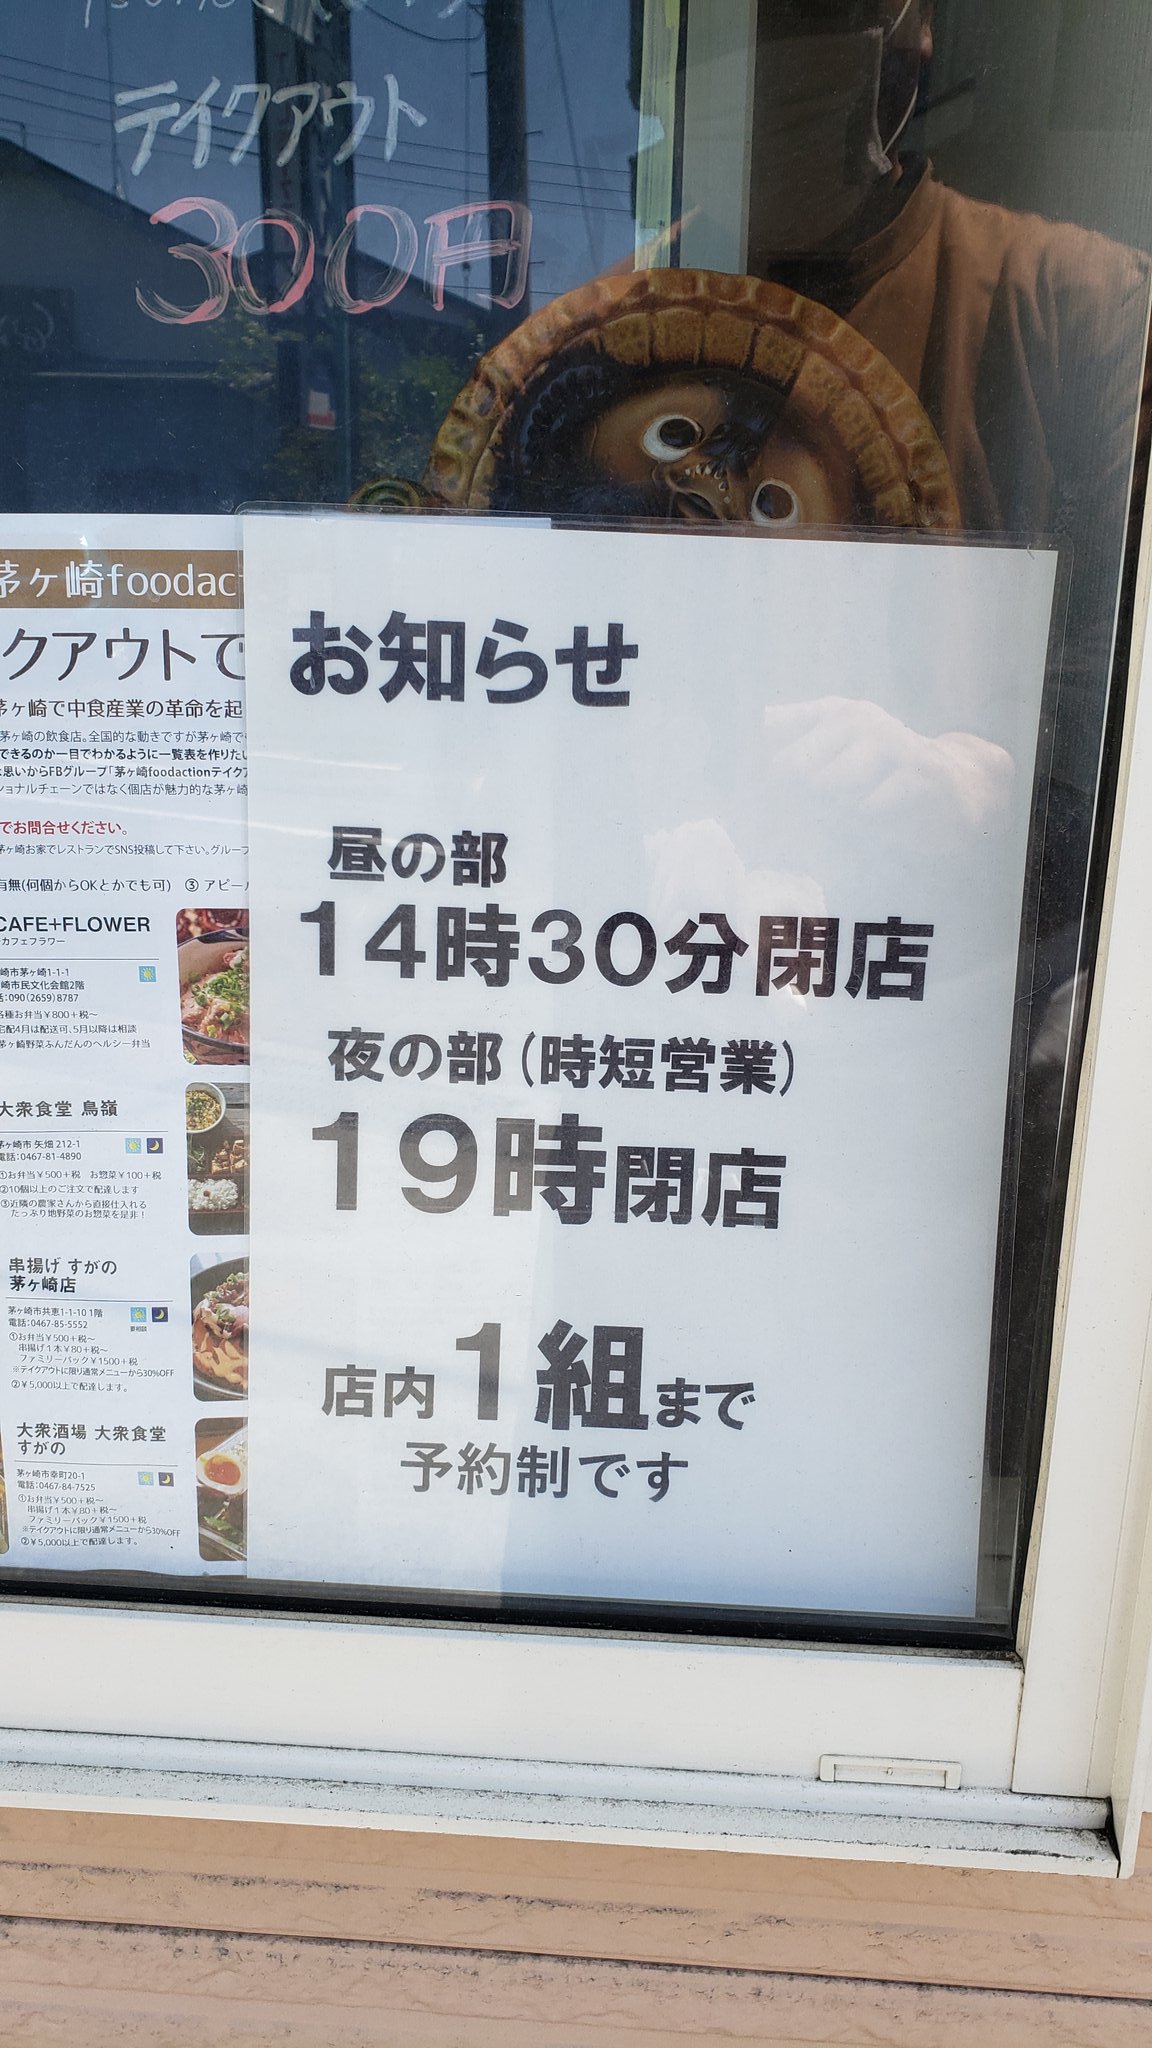 テイクアウト
300円
茅ヶ崎foodact
クアウトで
茅ヶ崎で中食産業の革命を起
茅ヶ崎の飲食店。全国的な動きですが茅ヶ崎で
できるのか一目でわかるように一覧表を作りたい
思いからFBグループ「茅ヶ崎foodactionテイクア
ショナルチェーンではなく個店が魅力的な茅ヶ崎
でお問合せください。
茅ヶ崎お家でレストランでSNS投稿して下さい。グルー
有無(何個からOKとかでも可) ③ アピー
CAFE+FLOWER
カフェフラワー
崎市茅ヶ崎1-1-1
崎市民文化会館2階
:090(2659)8787
各種お弁当¥800+税〜
宅配4月は配送可、5月以降は相談
茅ヶ崎野菜ふんだんのヘルシー弁当
大衆食堂 鳥嶺
茅ヶ崎市 矢畑 212-1
電話:0467-81-4890
①お弁当¥500+税 お惣菜¥100+税
②10個以上のご注文で配達します
③近隣の農家さんから直接仕入れる
たっぷり地野菜のお惣菜を是非!
串揚げ すがの
茅ヶ崎店
茅ヶ崎市共恵1-1-10 1階
電話:0467-85-5552
要相談
①お弁当¥500+税〜
串揚げ1本¥80+税〜
ファミリーパック¥1500+税
※テイクアウトに限り通常メニューから30%OFF
②¥5,000以上で配達します。
大衆酒場 大衆食堂
すがの
茅ヶ崎市幸町20-1
電話:0467-84-7525
①お弁当¥500+税〜
串揚げ1本¥80+税〜
ファミリーパック¥1500+税
※テイクアウトに限り通常メニューから30%OFF
②¥5,000以上で配達します。
お知らせ
昼の部
14時30分閉店
夜の部(時短営業)
19時閉店
店内1組まで
予約制です